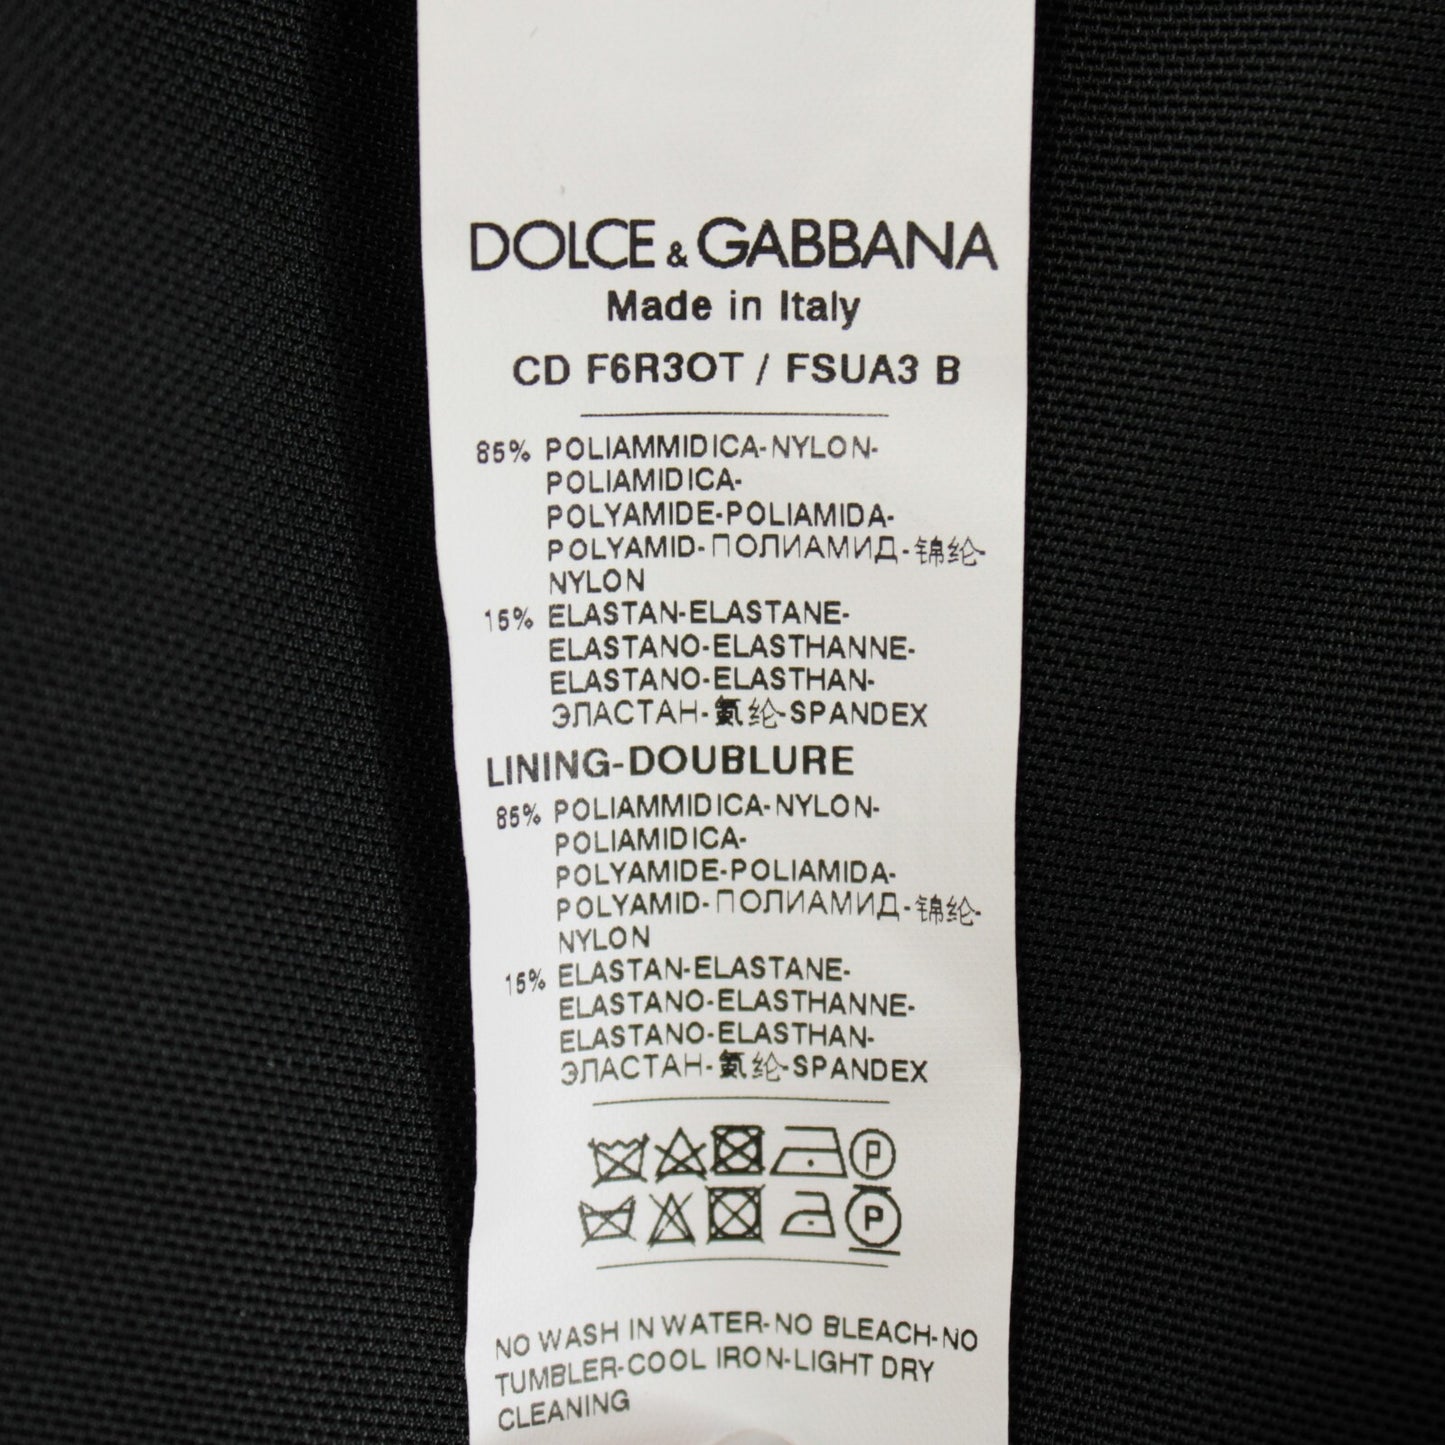 DOLCE & GABBANA
Made in Italy
CD F6R3OT / FSUA3 B
85% POLIAMMIDICA-NYLON-
POLIAMIDICA-
POLYAMIDE-POLIAMIDA-
POLYAMID-ПОЛИАМИД-锦纶-
NYLON
15% ELASTAN-ELASTANE-
ELASTANO-ELASTHANNE-
ELASTANO-ELASTHAN-
ЭЛАСТАН-氨纶-SPANDEX
LINING-DOUBLURE
85% POLIAMMIDICA-NYLON-
POLIAMIDICA-
POLYAMIDE-POLIAMIDA-
POLYAMID-ПОЛИАМИД-锦纶-
NYLON
15% ELASTAN-ELASTANE-
ELASTANO-ELASTHANNE-
ELASTANO-ELASTHAN-
ЭЛАСТАН-氨纶-SPANDEX
P
P
NO WASH IN WATER-NO BLEACH-NO
TUMBLER-COOL IRON-LIGHT DRY
CLEANING